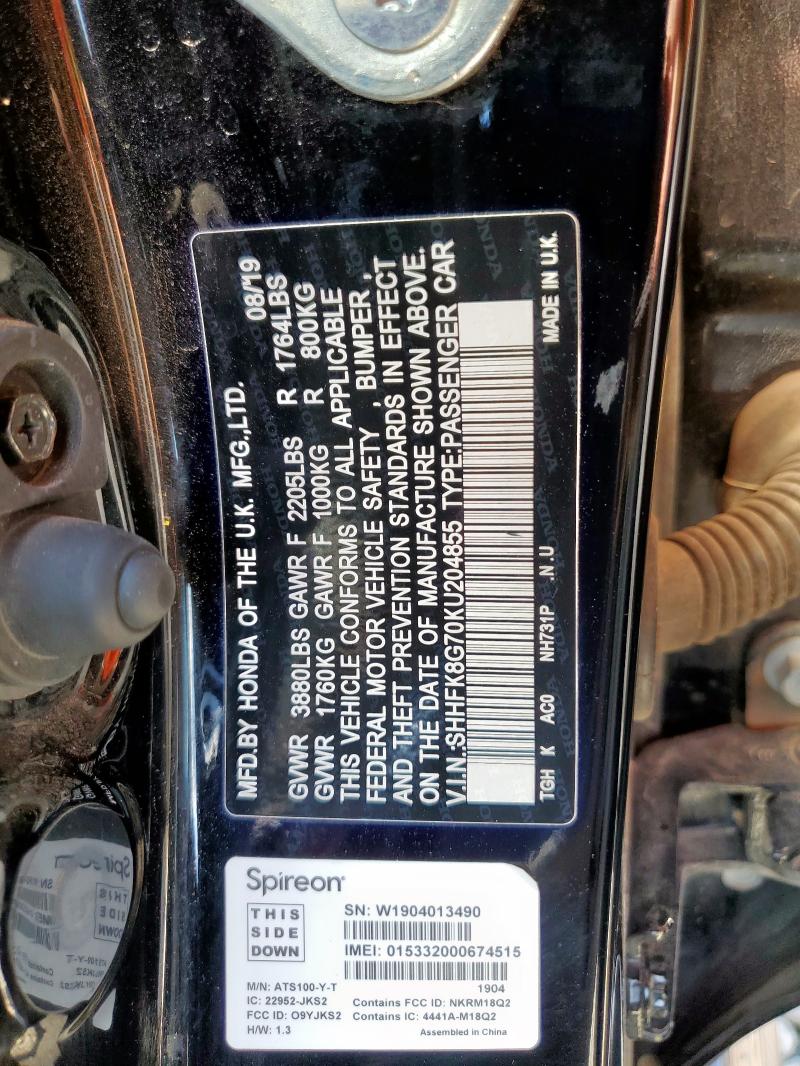 MFD.BY HONDA OF THE U.K. MFG.,LTD. 08/19
GVWR 3880LBS GAWR F 2205LBS R 1764LBS
GVWR 1760KG GAWR F 1000KG R 800KG
THIS VEHICLE CONFORMS TO ALL APPLICABLE
FEDERAL MOTOR VEHICLE SAFETY , BUMPER ,
AND THEFT PREVENTION STANDARDS IN EFFECT
ON THE DATE OF MANUFACTURE SHOWN ABOVE.
V.I.N.:SHHFK8G70KU204855 TYPE:PASSENGER CAR
TGH K AC0 NH731P .N U MADE IN U.K.
Spireon
THIS
SIDE
DOWN
SN: W1904013490
IMEI: 015332000674515
M/N: ATS100-Y-T 1904
IC: 22952-JKS2 Contains FCC ID: NKRM18Q2
FCC ID: O9YJKS2 Contains IC: 4441A-M18Q2
H/W: 1.3 Assembled in China